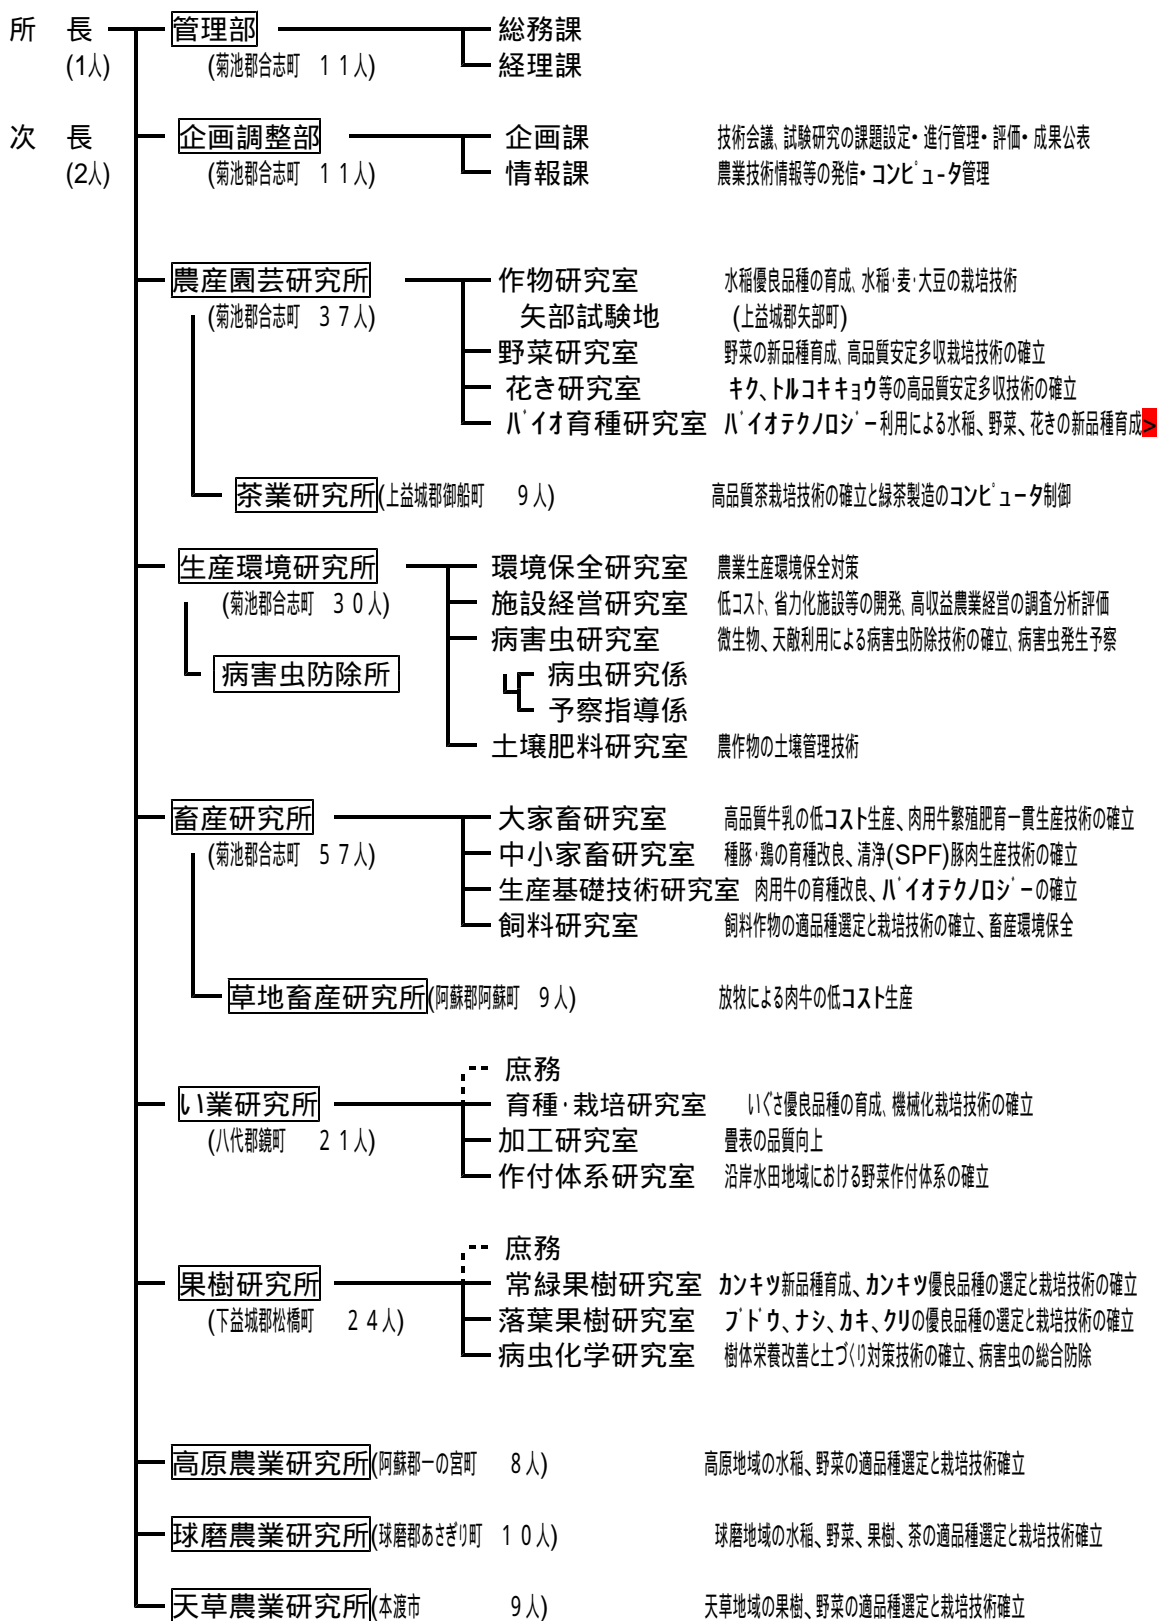 所　長　管理部　総務課
(1人)　(菊池郡合志町　１１人)　経理課
次　長　企画調整部　企画課　技術会議、試験研究の課題設定・進行管理・評価・成果公表
(2人)　(菊池郡合志町　１１人)　情報課　農業技術情報等の発信・コンピュータ管理
農産園芸研究所　作物研究室　水稲優良品種の育成、水稲・麦・大豆の栽培技術
(菊池郡合志町　３７人)　矢部試験地　(上益城郡矢部町)
野菜研究室　野菜の新品種育成、高品質安定多収栽培技術の確立
花き研究室　キク、トルコキキョウ等の高品質安定多収技術の確立
バイオ育種研究室　バイオテクノロジー利用による水稲、野菜、花きの新品種育成>
茶業研究所(上益城郡御船町　９人)　高品質茶栽培技術の確立と緑茶製造のコンピュータ制御
生産環境研究所　環境保全研究室　農業生産環境保全対策
(菊池郡合志町　３０人)　施設経営研究室　低コスト、省力化施設等の開発、高収益農業経営の調査分析評価
病害虫研究室　微生物、天敵利用による病害虫防除技術の確立、病害虫発生予察
病害虫防除所　病虫研究係
予察指導係
土壌肥料研究室　農作物の土壌管理技術
畜産研究所　大家畜研究室　高品質牛乳の低コスト生産、肉用牛繁殖肥育一貫生産技術の確立
(菊池郡合志町　５７人)　中小家畜研究室　種豚・鶏の育種改良、清浄(SPF)豚肉生産技術の確立
生産基礎技術研究室　肉用牛の育種改良、バイオテクノロジーの確立
飼料研究室　飼料作物の適品種選定と栽培技術の確立、畜産環境保全
草地畜産研究所(阿蘇郡阿蘇町　９人)　放牧による肉牛の低コスト生産
庶務
い業研究所　育種・栽培研究室　いぐさ優良品種の育成、機械化栽培技術の確立
(八代郡鏡町　２１人)　加工研究室　畳表の品質向上
作付体系研究室　沿岸水田地域における野菜作付体系の確立
庶務
果樹研究所　常緑果樹研究室　カンキツ新品種育成、カンキツ優良品種の選定と栽培技術の確立
(下益城郡松橋町　２４人)　落葉果樹研究室　ブドウ、ナシ、カキ、クリの優良品種の選定と栽培技術の確立
病虫化学研究室　樹体栄養改善と土づくり対策技術の確立、病害虫の総合防除
高原農業研究所(阿蘇郡一の宮町　８人)　高原地域の水稲、野菜の適品種選定と栽培技術確立
球磨農業研究所(球磨郡あさぎり町　１０人)　球磨地域の水稲、野菜、果樹、茶の適品種選定と栽培技術確立
天草農業研究所(本渡市　９人)　天草地域の果樹、野菜の適品種選定と栽培技術確立